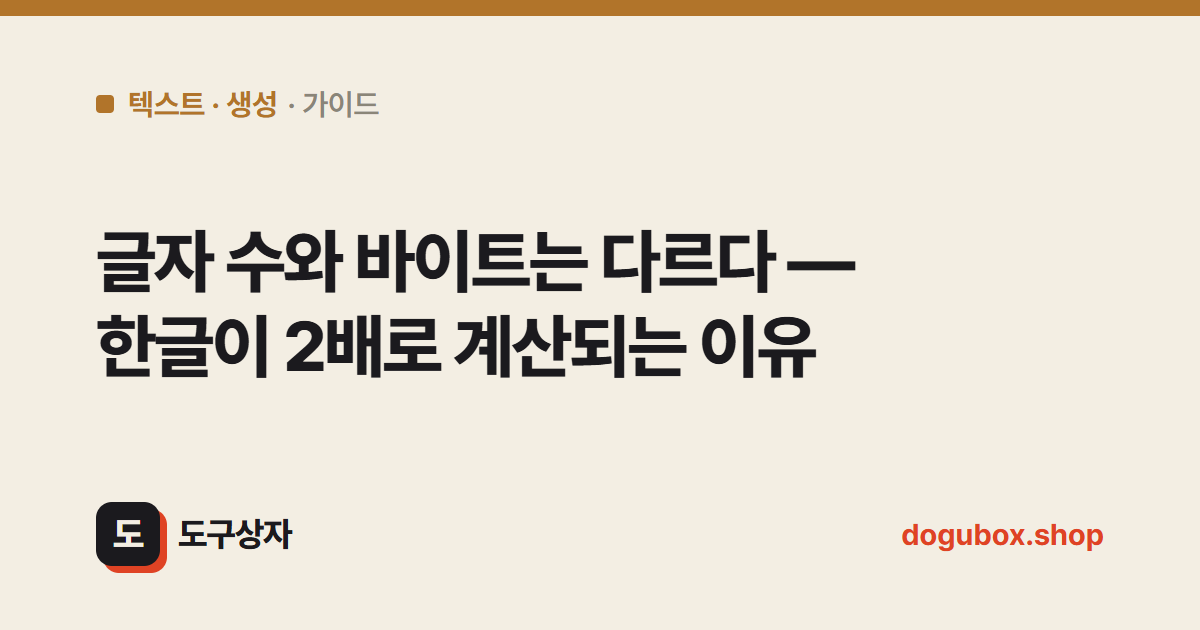 텍스트 · 생성 · 가이드
글자 수와 바이트는 다르다 —
한글이 2배로 계산되는 이유
도 도구상자
dogubox.shop